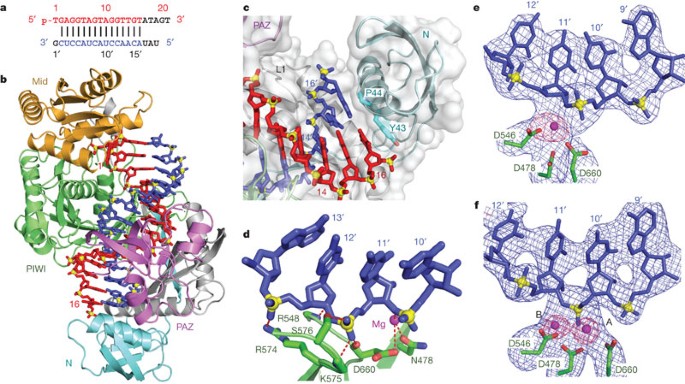 a
1 10 20
5′ p-TGAGGTAGTAGGTTGTATAGT 3′
3′ GCUCCAUCAUCCAACAUAU 5′
1′ 10′ 15′
b
Mid
1
PIWI
16
PAZ
N
c
PAZ
L1
N
16′
P44
14′
Y43
14
16
d
13′
12′
11′
10′
R548
S576
Mg
R574
N478
K575
D660
e
12′
11′
10′
9′
D546
D478
D660
f
12′
11′
10′
9′
B
A
D546
D478
D660